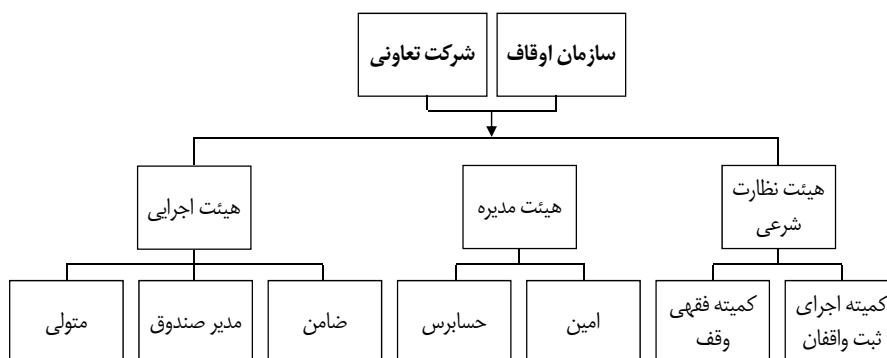 سازمان اوقاف
شرکت تعاونی
هیئت نظارت
شرعی
هیئت مدیره
هیئت اجرایی
کمیته اجرای
ثبت واقفان
کمیته فقهی
وقف
امین
حسابرس
ضامن
مدیر صندوق
متولی